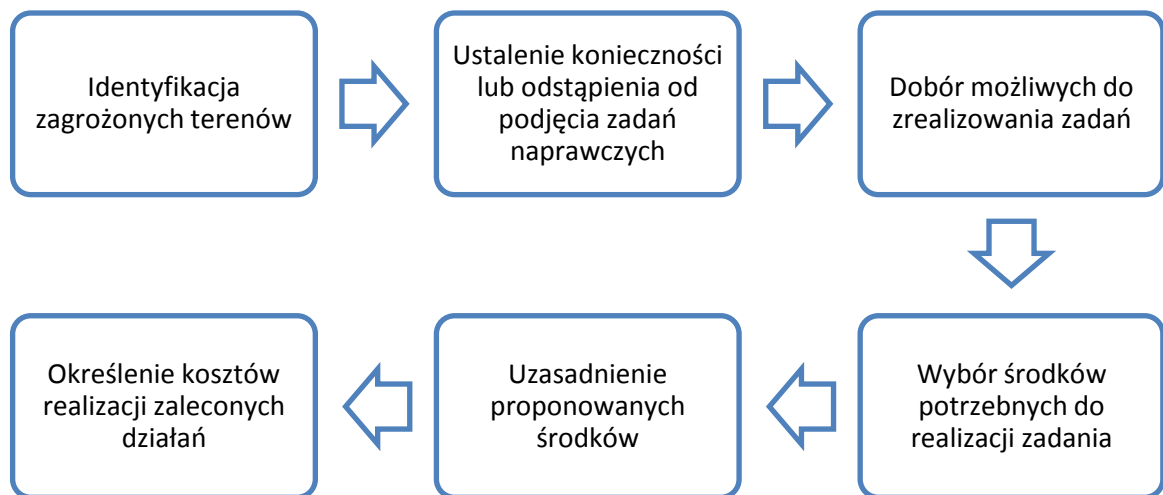 Identyfikacja
zagrożonych terenów
Ustalenie konieczności
lub odstąpienia od
podjęcia zadań
naprawczych
Dobór możliwych do
zrealizowania zadań
Wybór środków
potrzebnych do
realizacji zadania
Uzasadnienie
proponowanych
środków
Określenie kosztów
realizacji zaleconych
działań